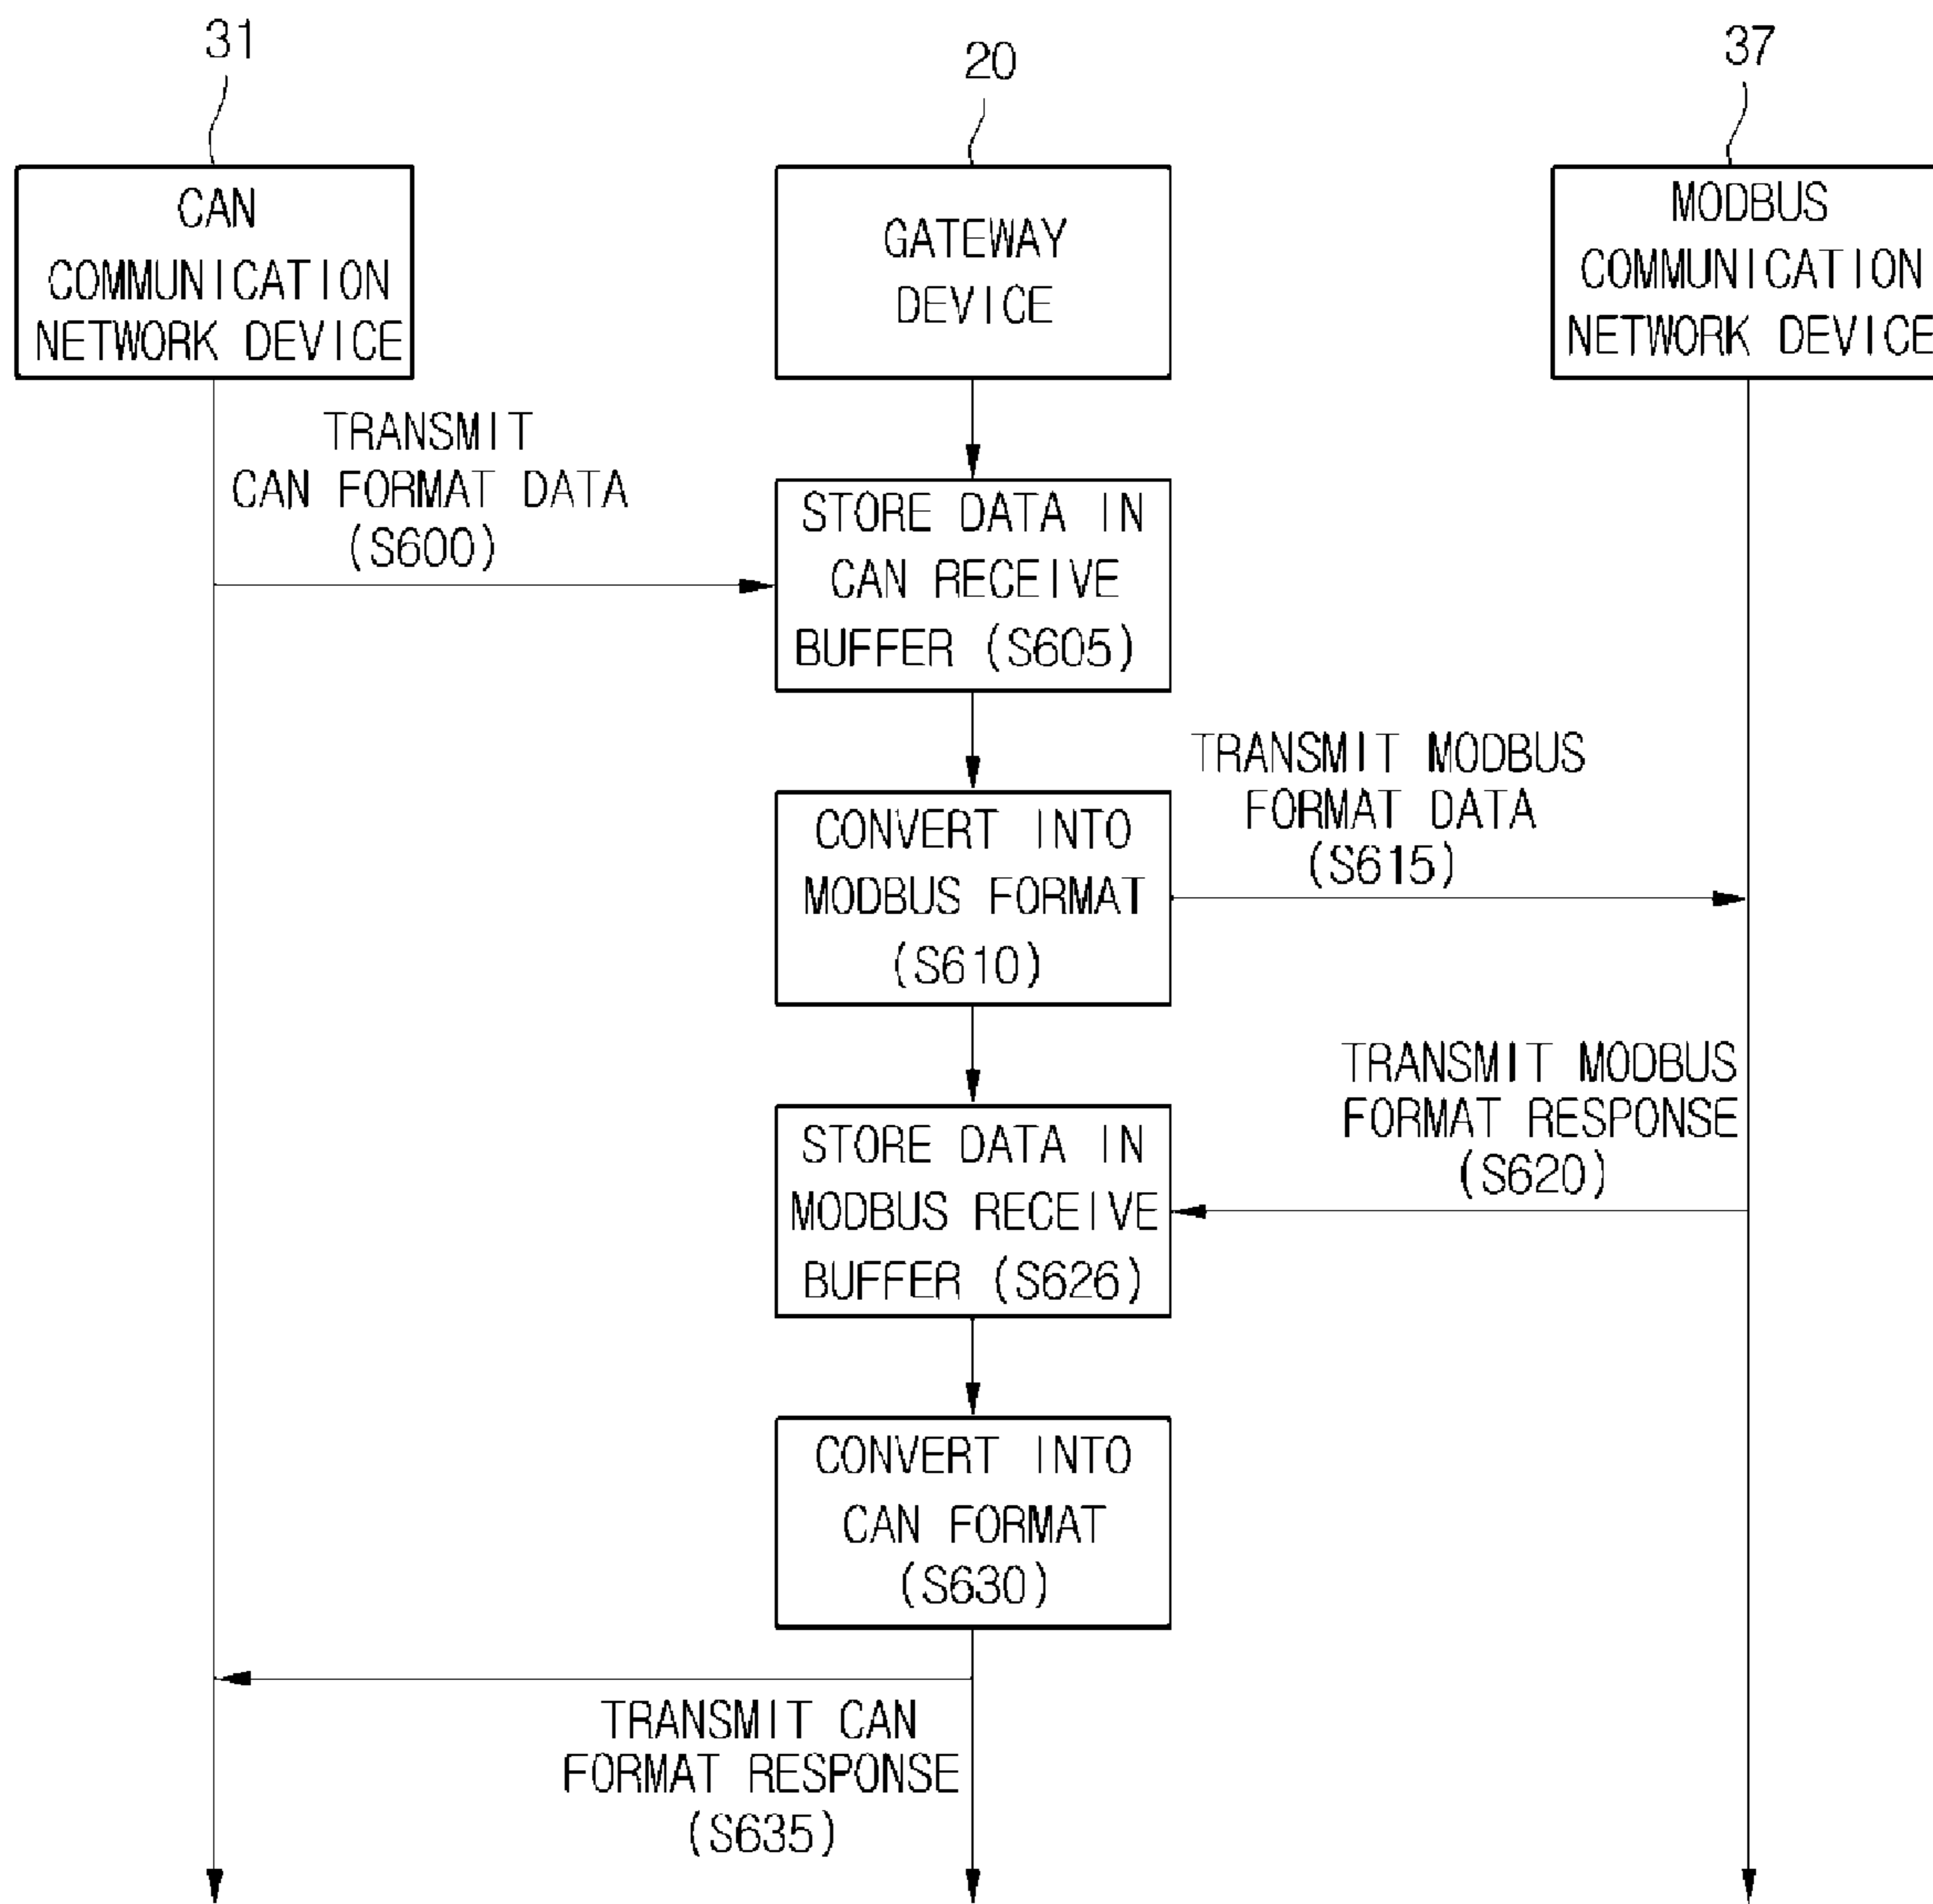 31
20
37
CAN
COMMUNICATION
NETWORK DEVICE
GATEWAY
DEVICE
MODBUS
COMMUNICATION
NETWORK DEVICE
TRANSMIT
CAN FORMAT DATA
(S600)
STORE DATA IN
CAN RECEIVE
BUFFER (S605)
CONVERT INTO
MODBUS FORMAT
(S610)
TRANSMIT MODBUS
FORMAT DATA
(S615)
TRANSMIT MODBUS
FORMAT RESPONSE
(S620)
STORE DATA IN
MODBUS RECEIVE
BUFFER (S626)
CONVERT INTO
CAN FORMAT
(S630)
TRANSMIT CAN
FORMAT RESPONSE
(S635)